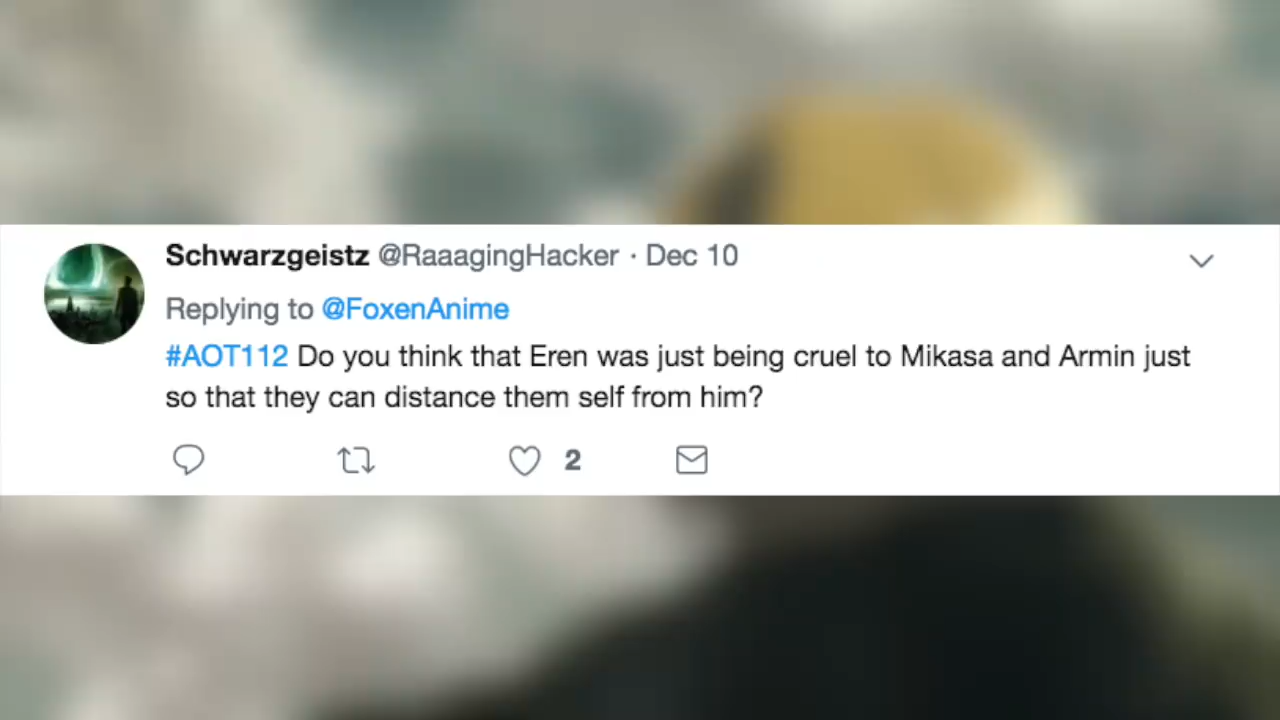 Schwarzgeistz @RaaagingHacker · Dec 10
Replying to @FoxenAnime
#AOT112 Do you think that Eren was just being cruel to Mikasa and Armin just
so that they can distance them self from him?
2